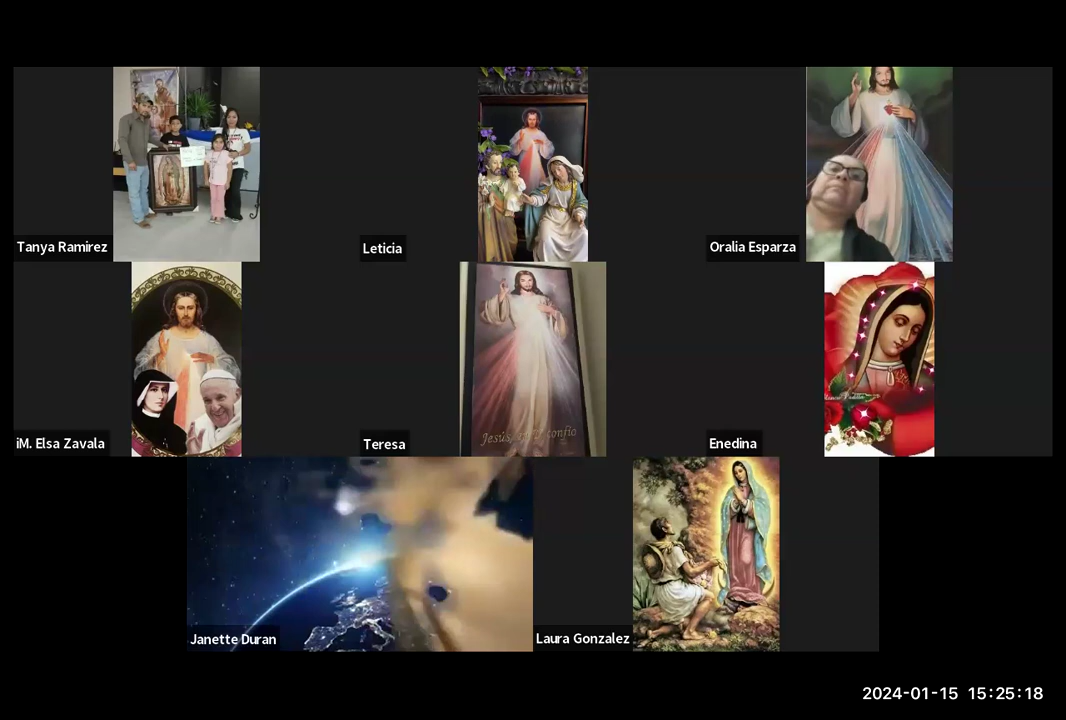 Tanya Ramirez
Leticia
Oralia Esparza
iM. Elsa Zavala
Teresa
Jesús, en ti confío
Enedina
Janette Duran
Laura Gonzalez
2024-01-15 15:25:18